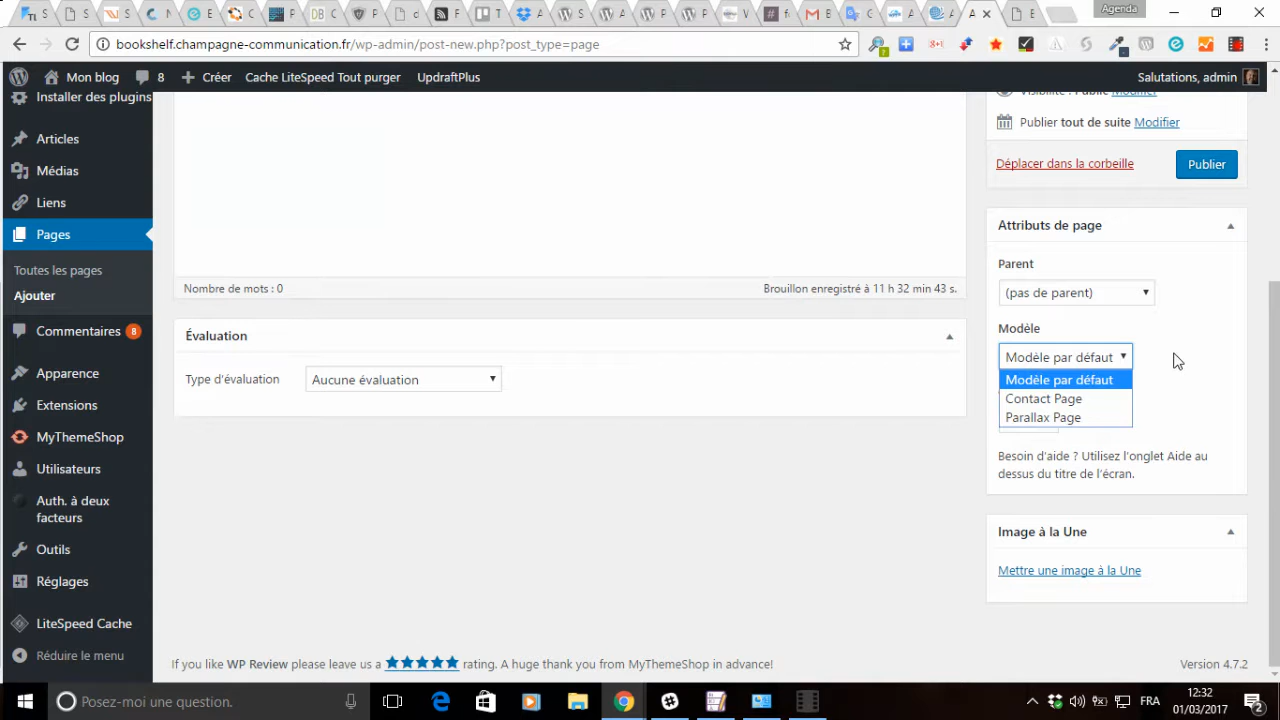 Agenda
bookshelf.champagne-communication.fr/wp-admin/post-new.php?post_type=page
Mon blog 8 Créer Cache LiteSpeed Tout purger UpdraftPlus Salutations, admin
Installer des plugins
Articles
Médias
Liens
Pages
Toutes les pages
Ajouter
Commentaires 8
Apparence
Extensions
MyThemeShop
Utilisateurs
Auth. à deux
facteurs
Outils
Réglages
LiteSpeed Cache
Réduire le menu
Nombre de mots : 0 Brouillon enregistré à 11 h 32 min 43 s.
Évaluation
Type d'évaluation Aucune évaluation
Visibilité : Public Modifier
Publier tout de suite Modifier
Déplacer dans la corbeille Publier
Attributs de page
Parent
(pas de parent)
Modèle
Modèle par défaut
Modèle par défaut
Contact Page
Parallax Page
Besoin d'aide ? Utilisez l'onglet Aide au
dessus du titre de l'écran.
Image à la Une
Mettre une image à la Une
If you like WP Review please leave us a ★★★★★ rating. A huge thank you from MyThemeShop in advance! Version 4.7.2
Posez-moi une question. FRA 12:32
01/03/2017